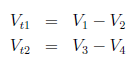 V_{t1} = V_1 − V_2
V_{t2} = V_3 − V_4